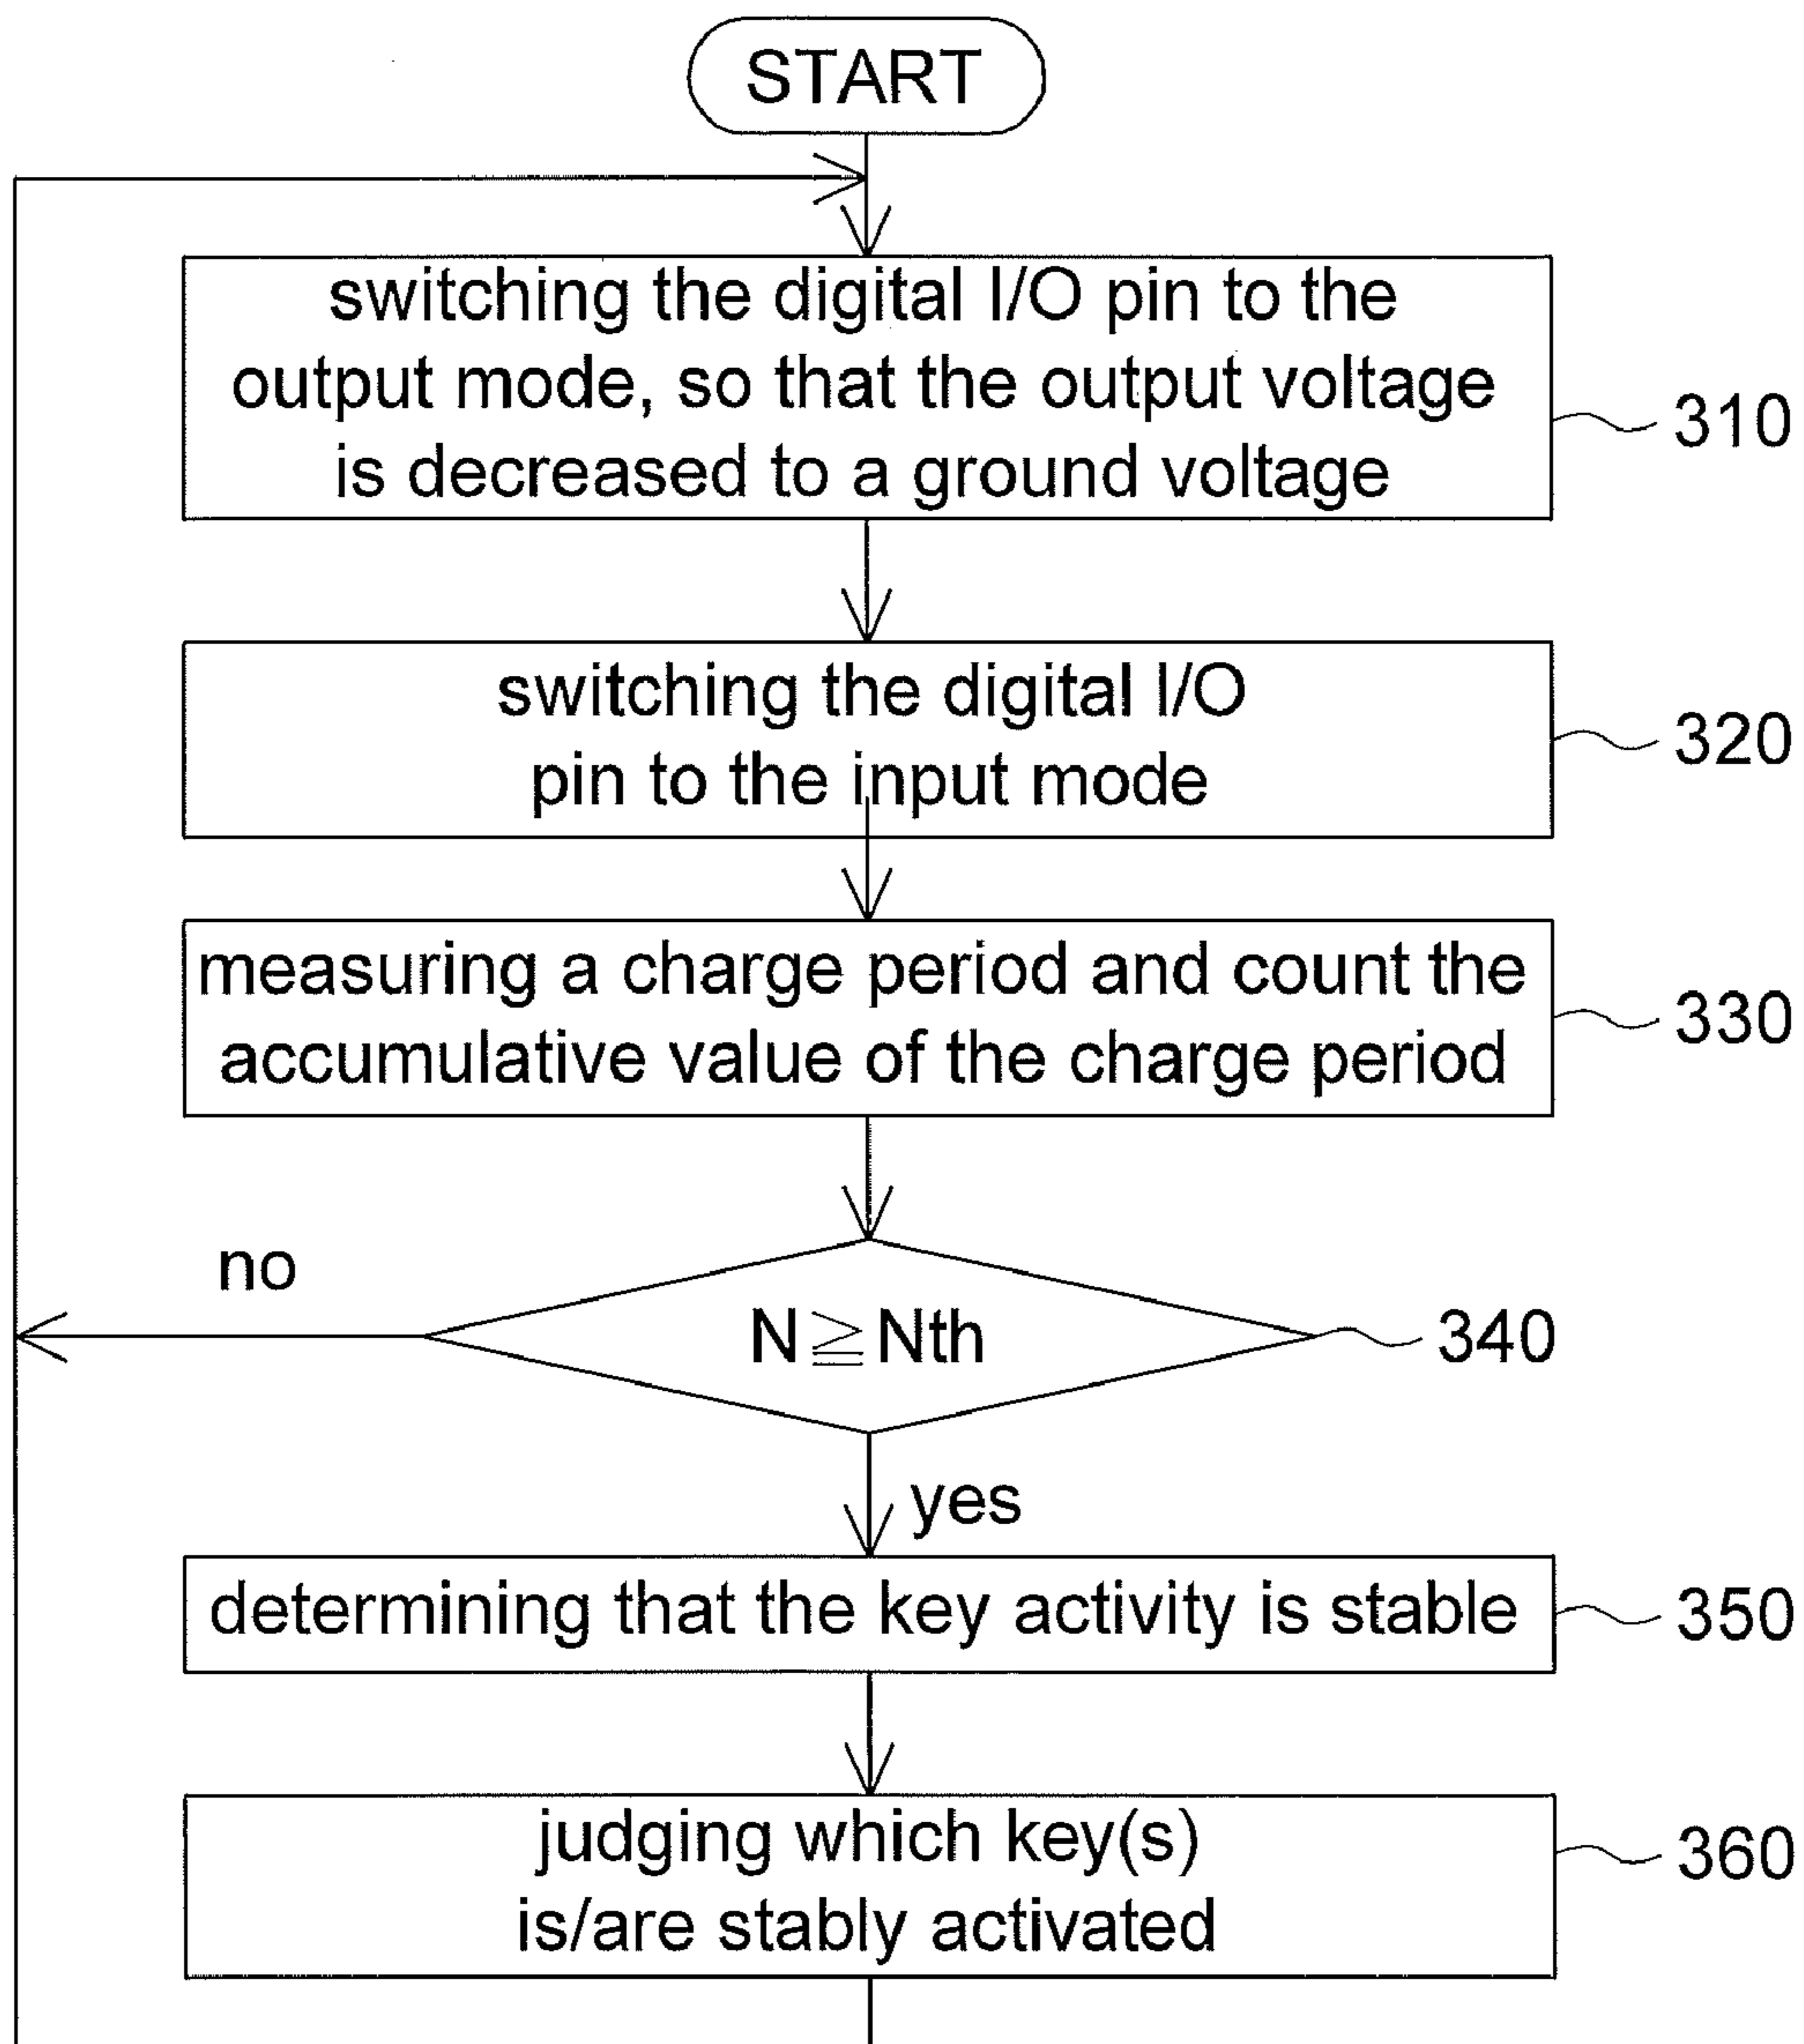 START
switching the digital I/O pin to the
output mode, so that the output voltage
is decreased to a ground voltage
310
switching the digital I/O
pin to the input mode
320
measuring a charge period and count the
accumulative value of the charge period
330
no
N≧Nth
340
yes
determining that the key activity is stable
350
judging which key(s)
is/are stably activated
360